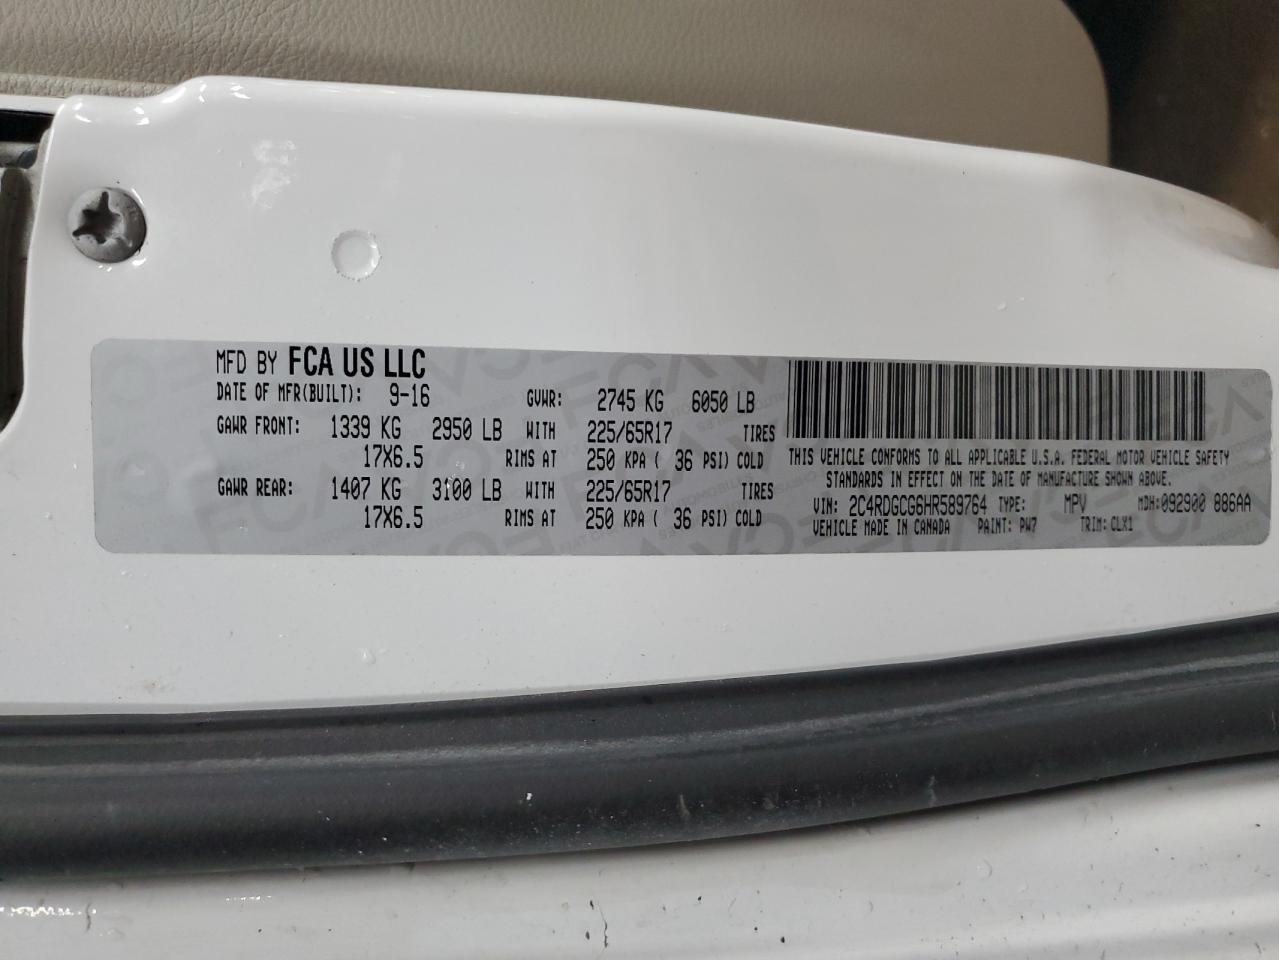 MFD BY FCA US LLC
DATE OF MFR(BUILT): 9-16 GVWR: 2745 KG 6050 LB
GAWR FRONT: 1339 KG 2950 LB WITH 225/65R17 TIRES
17X6.5 RIMS AT 250 KPA ( 36 PSI) COLD
GAWR REAR: 1407 KG 3100 LB WITH 225/65R17 TIRES
17X6.5 RIMS AT 250 KPA ( 36 PSI) COLD
THIS VEHICLE CONFORMS TO ALL APPLICABLE U.S.A. FEDERAL MOTOR VEHICLE SAFETY
STANDARDS IN EFFECT ON THE DATE OF MANUFACTURE SHOWN ABOVE.
VIN: 2C4RDGCG6HR589764 TYPE: MPV MDH:092900 886AA
VEHICLE MADE IN CANADA PAINT: PW7 TRIM:CLX1